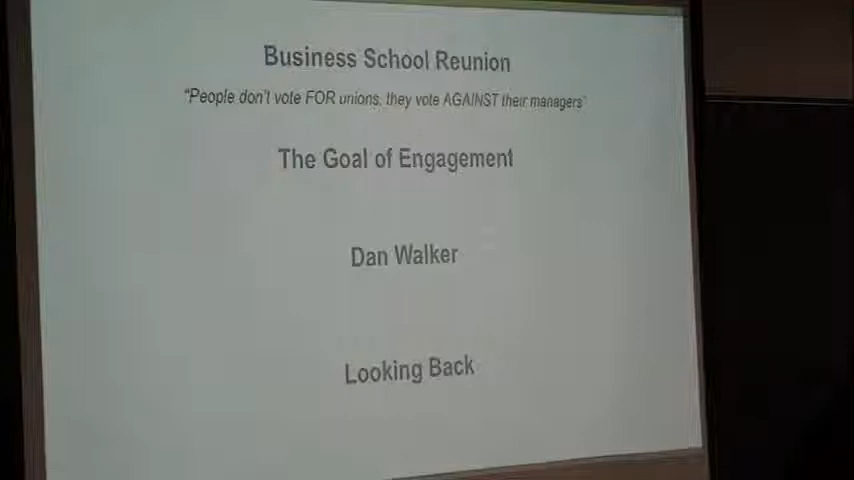 Business School Reunion
"People don't vote FOR unions, they vote AGAINST their managers"
The Goal of Engagement
Dan Walker
Looking Back